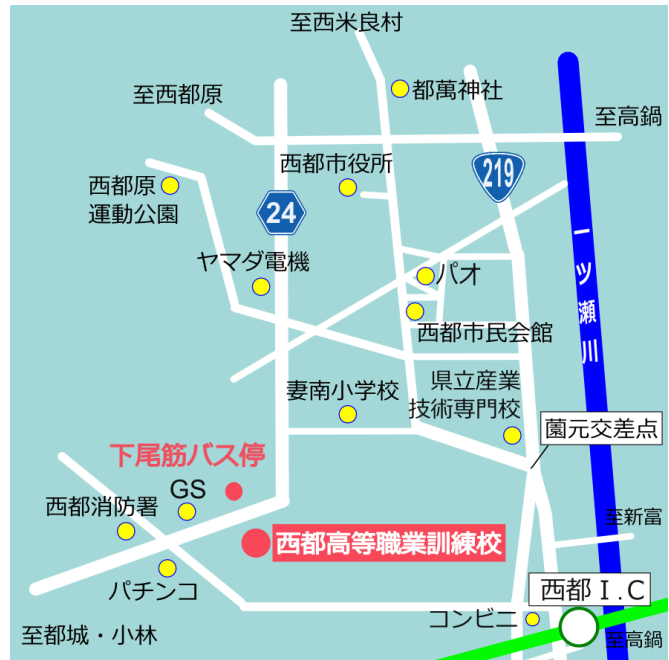 至西米良村
都萬神社
至西都原
至高鍋
西都市役所
219
西都原
運動公園
24
一ツ瀬川
ヤマダ電機
パオ
西都市民会館
県立産業
技術専門校
妻南小学校
薗元交差点
下尾筋バス停
GS
西都消防署
至新富
西都高等職業訓練校
パチンコ
西都I.C
コンビニ
至都城・小林
至高鍋